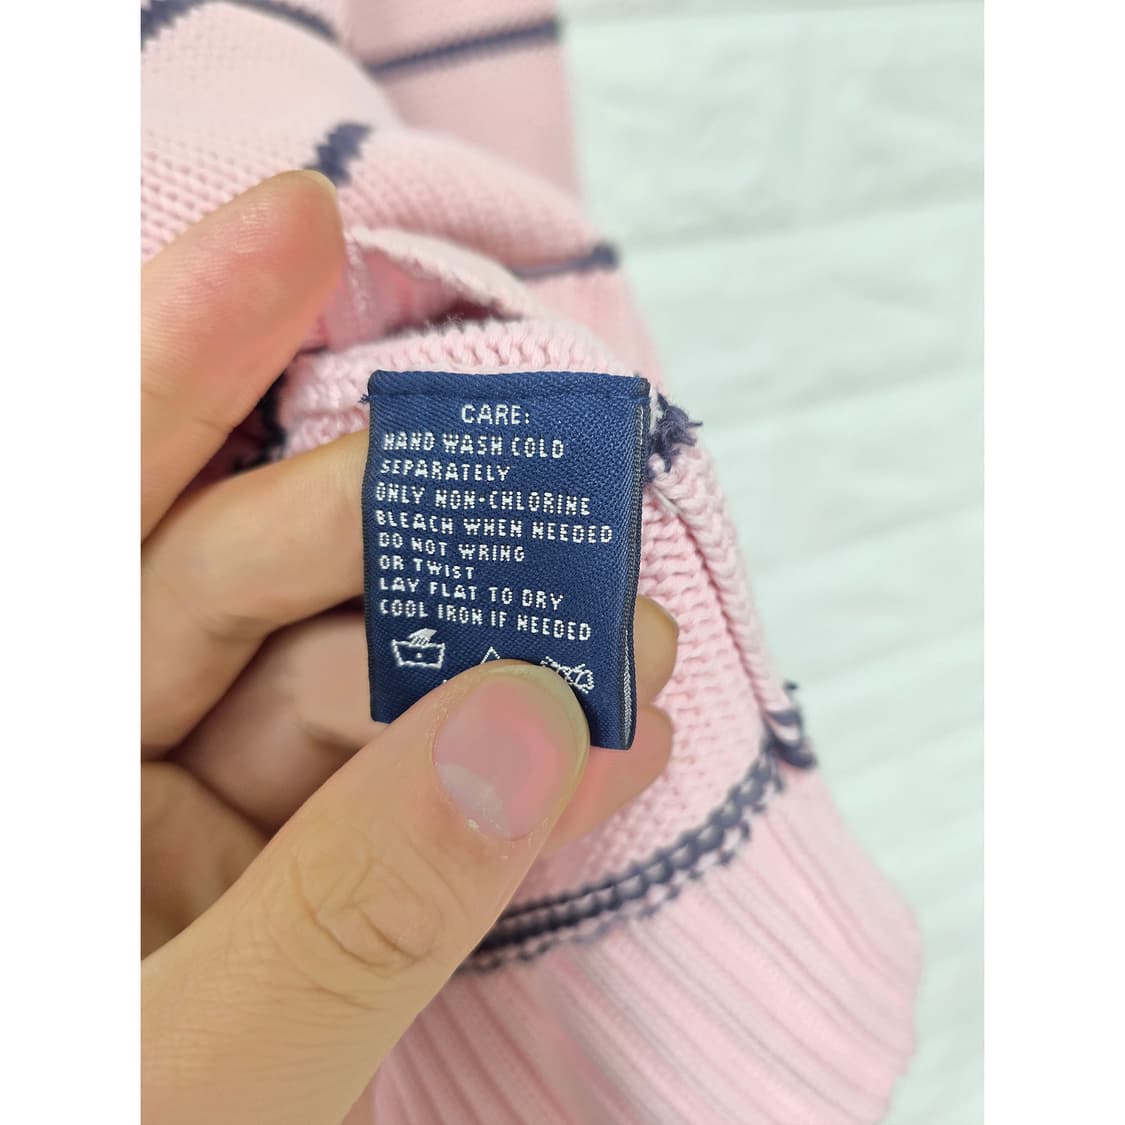 CARE:
HAND WASH COLD
SEPARATELY
ONLY NON-CHLORINE
BLEACH WHEN NEEDED
DO NOT WRING
OR TWIST
LAY FLAT TO DRY
COOL IRON IF NEEDED